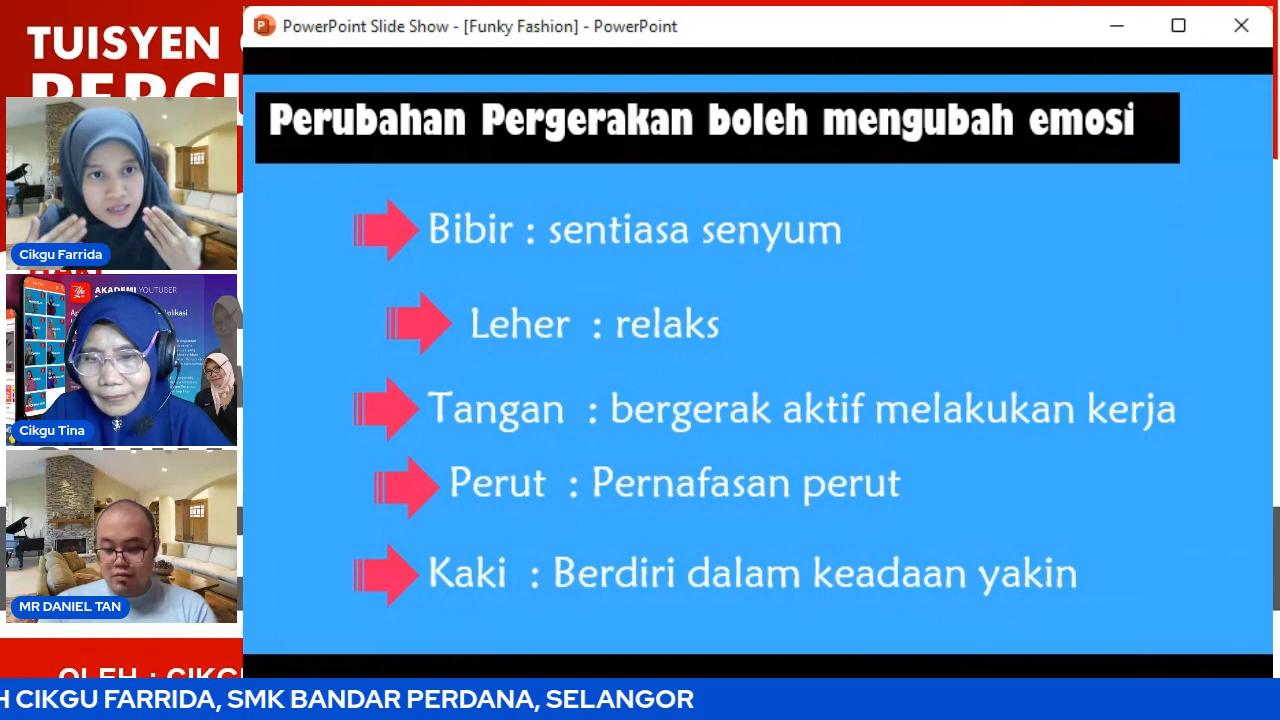 TUISYEN
PowerPoint Slide Show - [Funky Fashion] - PowerPoint
Perubahan Pergerakan boleh mengubah emosi
Bibir : sentiasa senyum
Leher : relaks
Tangan : bergerak aktif melakukan kerja
Perut : Pernafasan perut
Kaki : Berdiri dalam keadaan yakin
Cikgu Farrida
AKADEMI YOUTUBER
Cikgu Tina
MR DANIEL TAN
OLEH : CIKG
H CIKGU FARRIDA, SMK BANDAR PERDANA, SELANGOR